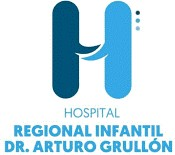 HOSPITAL
REGIONAL INFANTIL
DR. ARTURO GRULLÓN